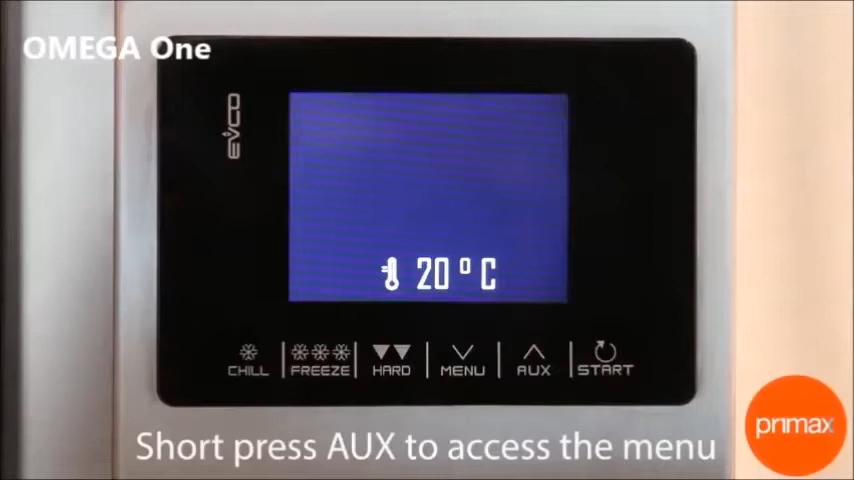 OMEGA One
EVCO
20°C
CHILL FREEZE HARD MENU AUX START
Short press AUX to access the menu
primax